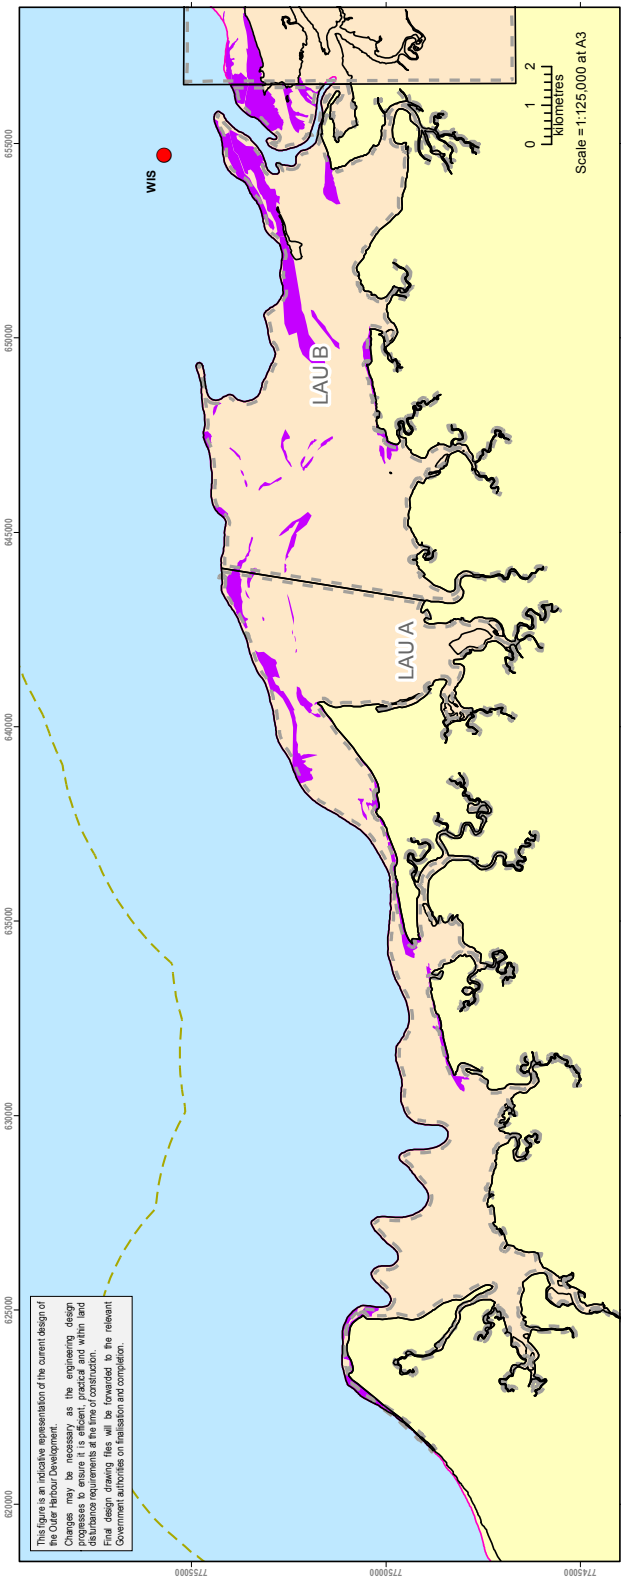 This figure is an indicative representation of the current design of
the Outer Harbour Development.
Changes may be necessary as the engineering design
progresses to ensure it is efficient, practical and within land
disturbance requirements at the time of construction.
Final design drawing files will be forwarded to the relevant
Government authorities on finalisation and completion.
620000
625000
630000
635000
640000
645000
650000
655000
7755000
7750000
7745000
WIS
LAU A
LAU B
0 1 2
kilometres
Scale = 1:125,000 at A3